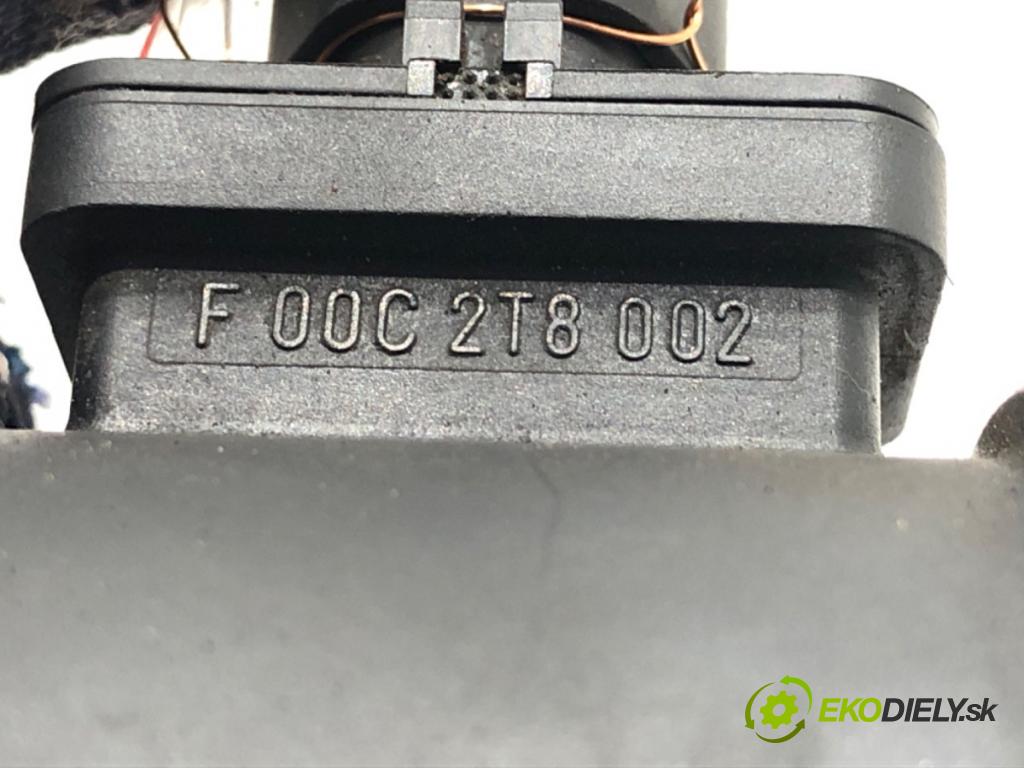 F 00C 2T8 002
EKODIELY.sk